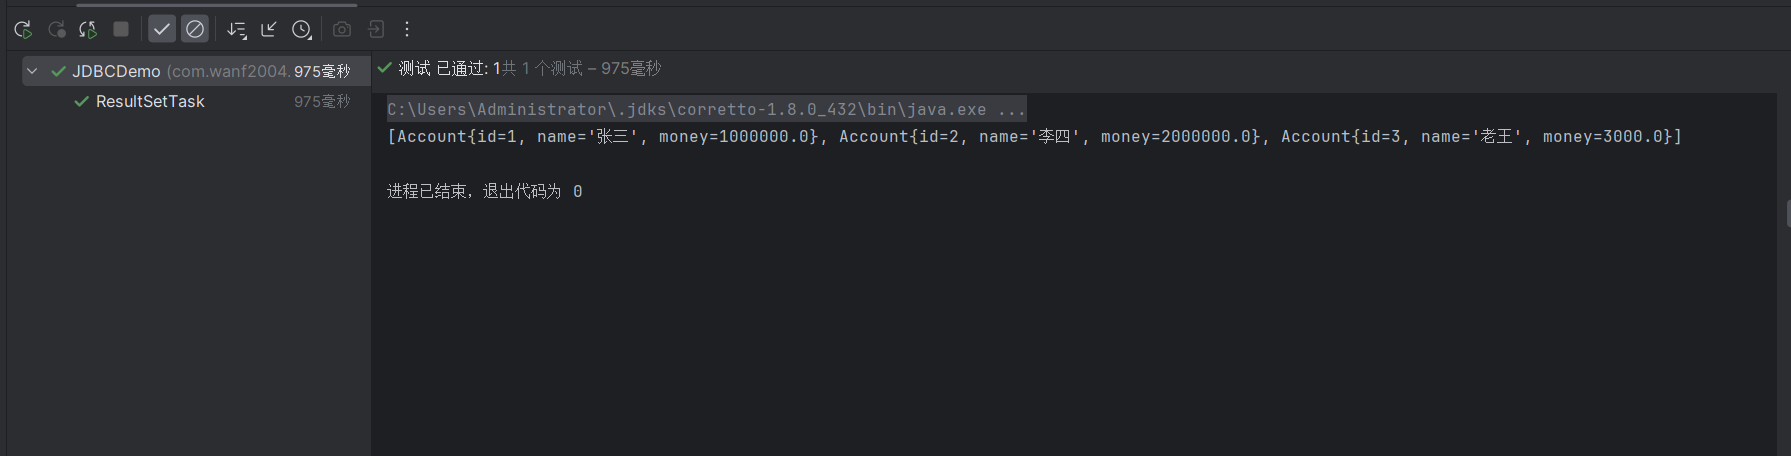 JDBCDemo (com.wanf2004. 975毫秒
ResultSetTask 975毫秒
测试 已通过: 1共 1 个测试 – 975毫秒
C:\Users\Administrator\.jdks\corretto-1.8.0_432\bin\java.exe ...
[Account{id=1, name='张三', money=1000000.0}, Account{id=2, name='李四', money=2000000.0}, Account{id=3, name='老王', money=3000.0}]
进程已结束，退出代码为 0